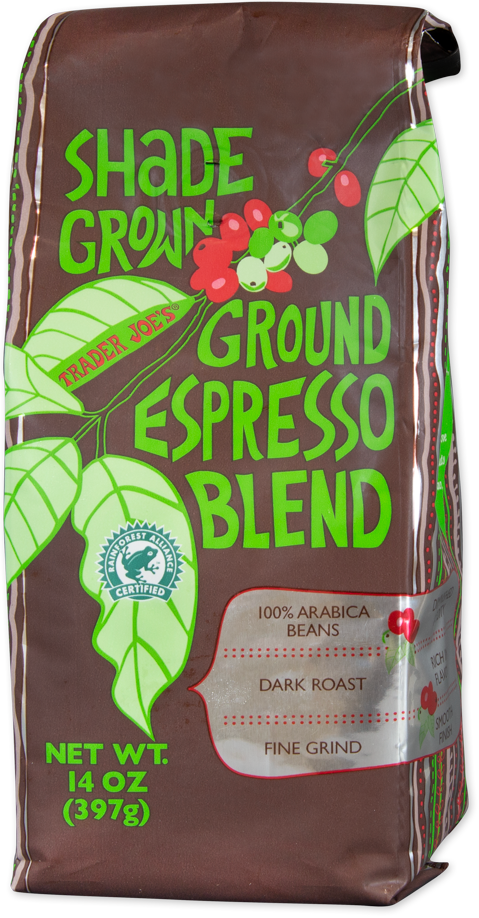 SHaDE
GROWN
TRADER JOE'S®
GROUND
ESPRESSO
BLEND
RAINFOREST ALLIANCE
CERTIFIED
100% ARABICA
BEANS
DARK ROAST
FINE GRIND
RICH
SMOOTH
FINISH
NET WT.
14 OZ
(397g)